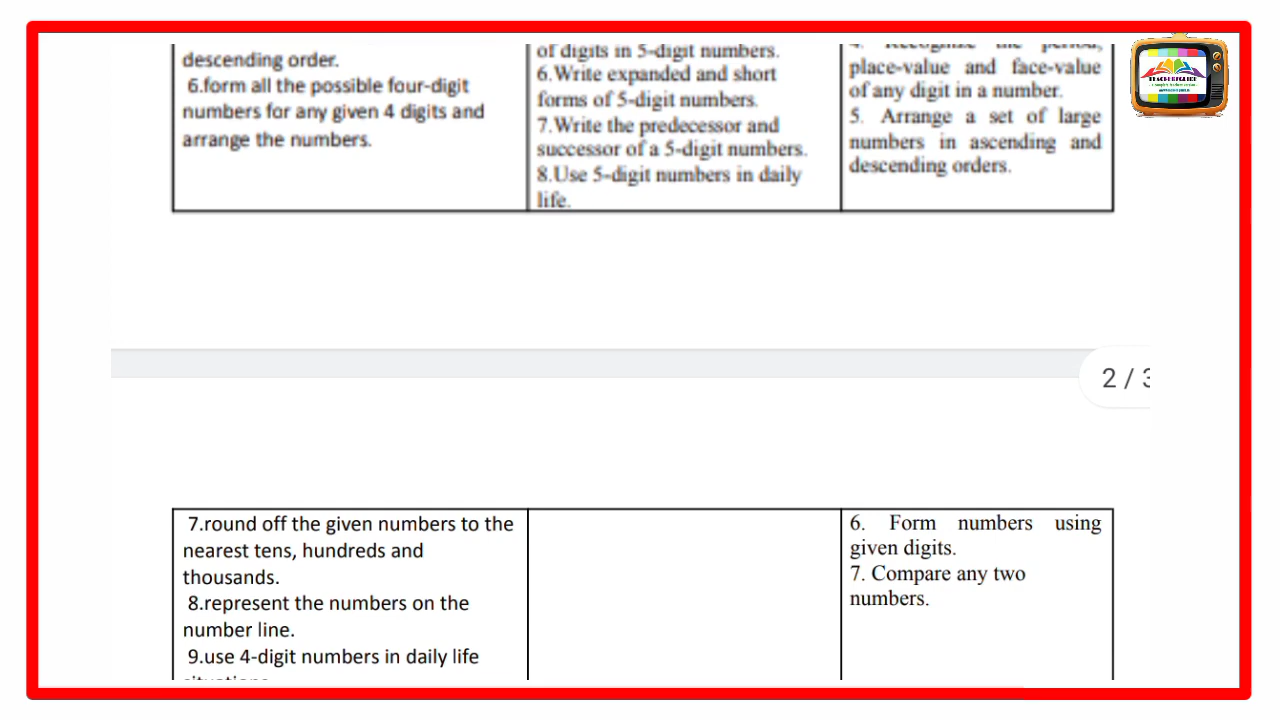 descending order.
6.form all the possible four-digit
numbers for any given 4 digits and
arrange the numbers.
of digits in 5-digit numbers.
6.Write expanded and short
forms of 5-digit numbers.
7.Write the predecessor and
successor of a 5-digit numbers.
8.Use 5-digit numbers in daily
life.
4. Recognize the period,
place-value and face-value
of any digit in a number.
5. Arrange a set of large
numbers in ascending and
descending orders.
2 / 3
7.round off the given numbers to the
nearest tens, hundreds and
thousands.
8.represent the numbers on the
number line.
9.use 4-digit numbers in daily life
6. Form numbers using
given digits.
7. Compare any two
numbers.